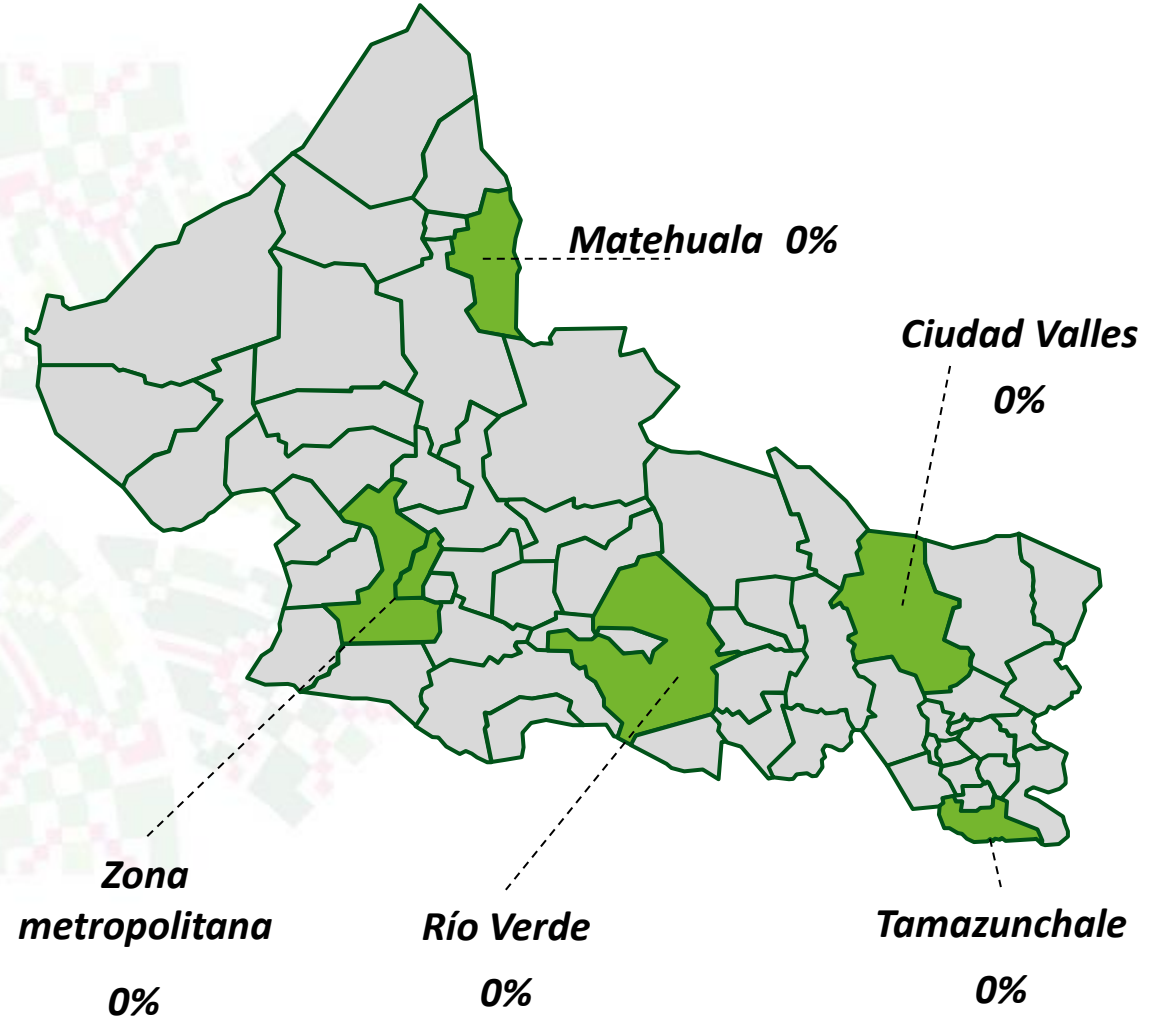 Matehuala 0%
Ciudad Valles
0%
Zona
metropolitana
0%
Río Verde
0%
Tamazunchale
0%